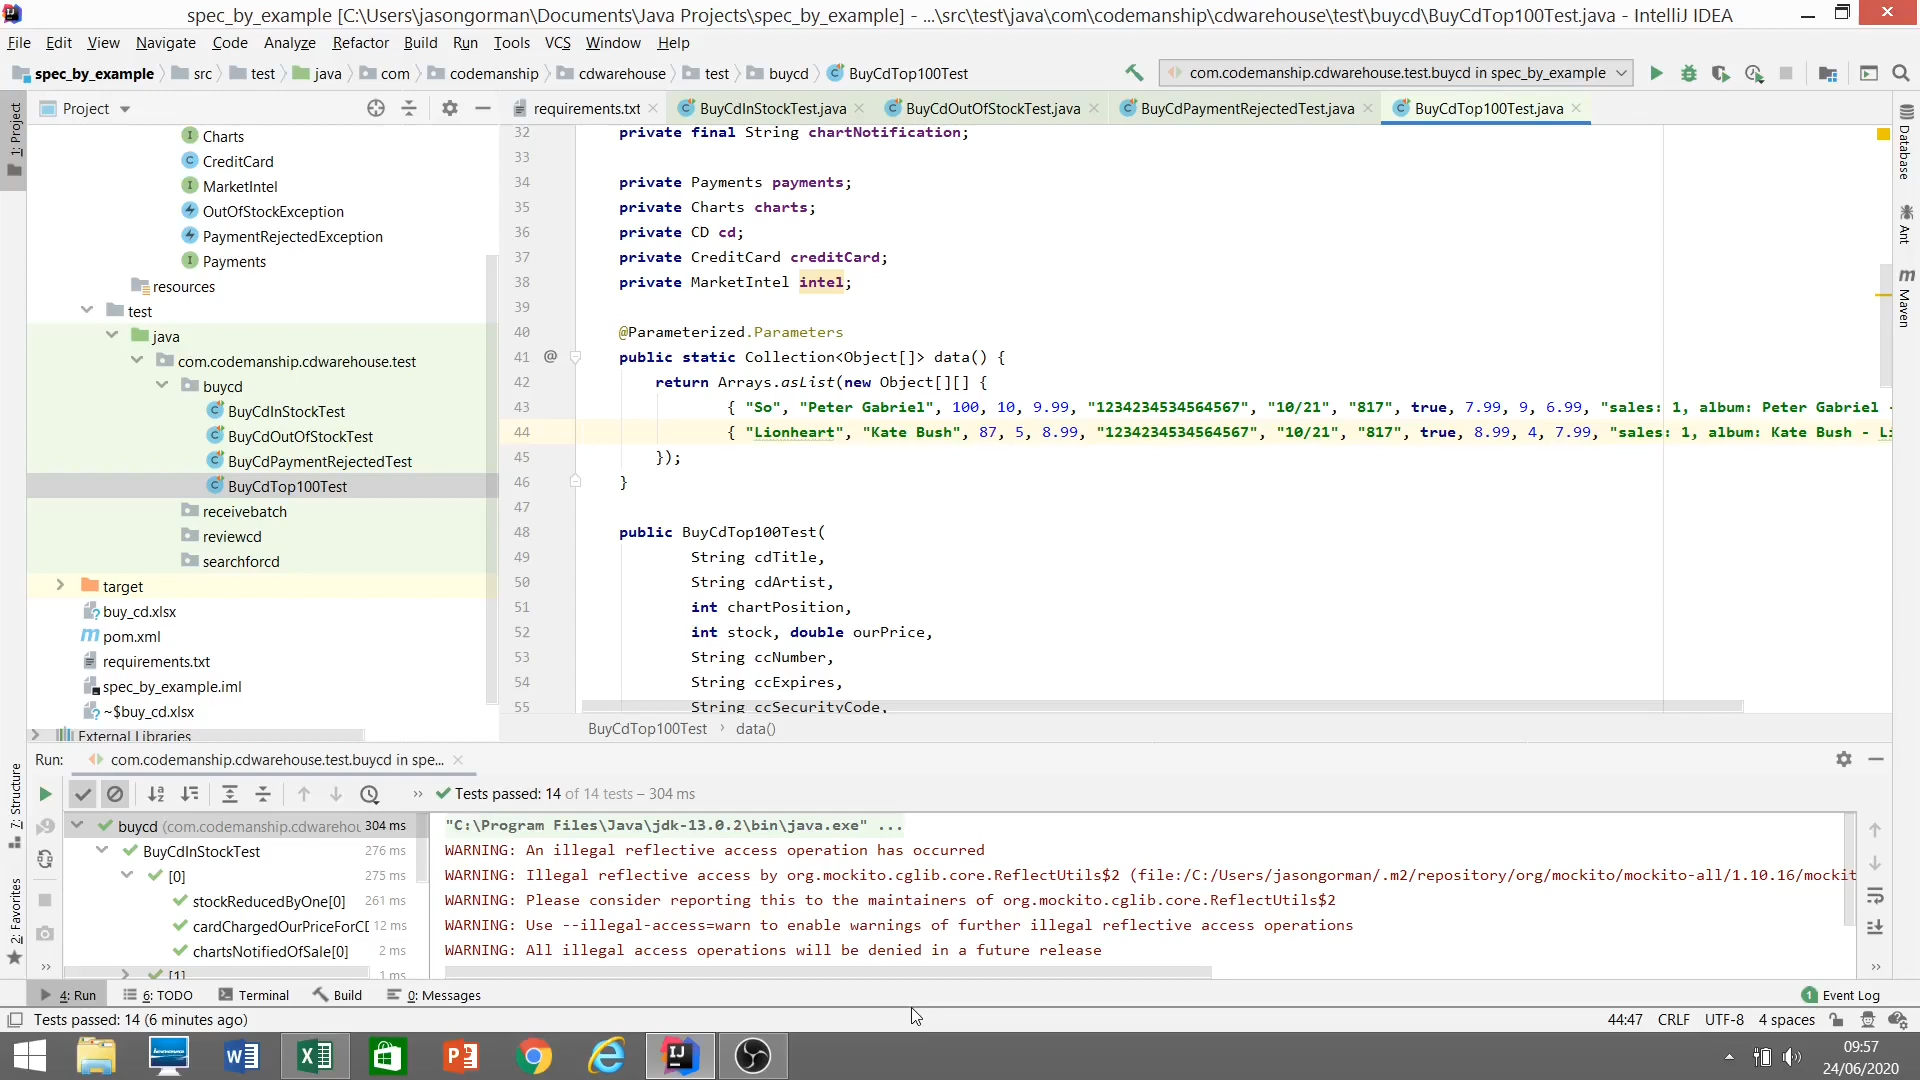 spec_by_example [C:\Users\jasongorman\Documents\Java Projects\spec_by_example] - ...\src\test\java\com\codemanship\cdwarehouse\test\buycd\BuyCdTop100Test.java - IntelliJ IDEA
File Edit View Navigate Code Analyze Refactor Build Run Tools VCS Window Help
spec_by_example src test java com codemanship cdwarehouse test buycd BuyCdTop100Test com.codemanship.cdwarehouse.test.buycd in spec_by_example
1: Project
Project
requirements.txt BuyCdInStockTest.java BuyCdOutOfStockTest.java BuyCdPaymentRejectedTest.java BuyCdTop100Test.java
Charts
CreditCard
MarketIntel
OutOfStockException
PaymentRejectedException
Payments
resources
test
java
com.codemanship.cdwarehouse.test
buycd
BuyCdInStockTest
BuyCdOutOfStockTest
BuyCdPaymentRejectedTest
BuyCdTop100Test
receivebatch
reviewcd
searchforcd
target
buy_cd.xlsx
pom.xml
requirements.txt
spec_by_example.iml
~$buy_cd.xlsx
External Libraries
32 private final String chartNotification;
33
34 private Payments payments;
35 private Charts charts;
36 private CD cd;
37 private CreditCard creditCard;
38 private MarketIntel intel;
39
40 @Parameterized.Parameters
41 @ public static Collection<Object[]> data() {
42 return Arrays.asList(new Object[][] {
43 { "So", "Peter Gabriel", 100, 10, 9.99, "1234234534564567", "10/21", "817", true, 7.99, 9, 6.99, "sales: 1, album: Peter Gabriel -
44 { "Lionheart", "Kate Bush", 87, 5, 8.99, "1234234534564567", "10/21", "817", true, 8.99, 4, 7.99, "sales: 1, album: Kate Bush - Li
45 });
46 }
47
48 public BuyCdTop100Test(
49 String cdTitle,
50 String cdArtist,
51 int chartPosition,
52 int stock, double ourPrice,
53 String ccNumber,
54 String ccExpires,
55 String ccSecurityCode,
BuyCdTop100Test data()
Database
Ant
m Maven
Run: com.codemanship.cdwarehouse.test.buycd in spe...
Tests passed: 14 of 14 tests – 304 ms
buycd (com.codemanship.cdwarehou 304 ms
BuyCdInStockTest 276 ms
[0] 275 ms
stockReducedByOne[0] 261 ms
cardChargedOurPriceForCD 12 ms
chartsNotifiedOfSale[0] 2 ms
[1] 1 ms
"C:\Program Files\Java\jdk-13.0.2\bin\java.exe" ...
WARNING: An illegal reflective access operation has occurred
WARNING: Illegal reflective access by org.mockito.cglib.core.ReflectUtils$2 (file:/C:/Users/jasongorman/.m2/repository/org/mockito/mockito-all/1.10.16/mockit
WARNING: Please consider reporting this to the maintainers of org.mockito.cglib.core.ReflectUtils$2
WARNING: Use --illegal-access=warn to enable warnings of further illegal reflective access operations
WARNING: All illegal access operations will be denied in a future release
7: Structure
2: Favorites
4: Run 6: TODO Terminal Build 0: Messages 1 Event Log
Tests passed: 14 (6 minutes ago) 44:47 CRLF UTF-8 4 spaces
09:57
24/06/2020